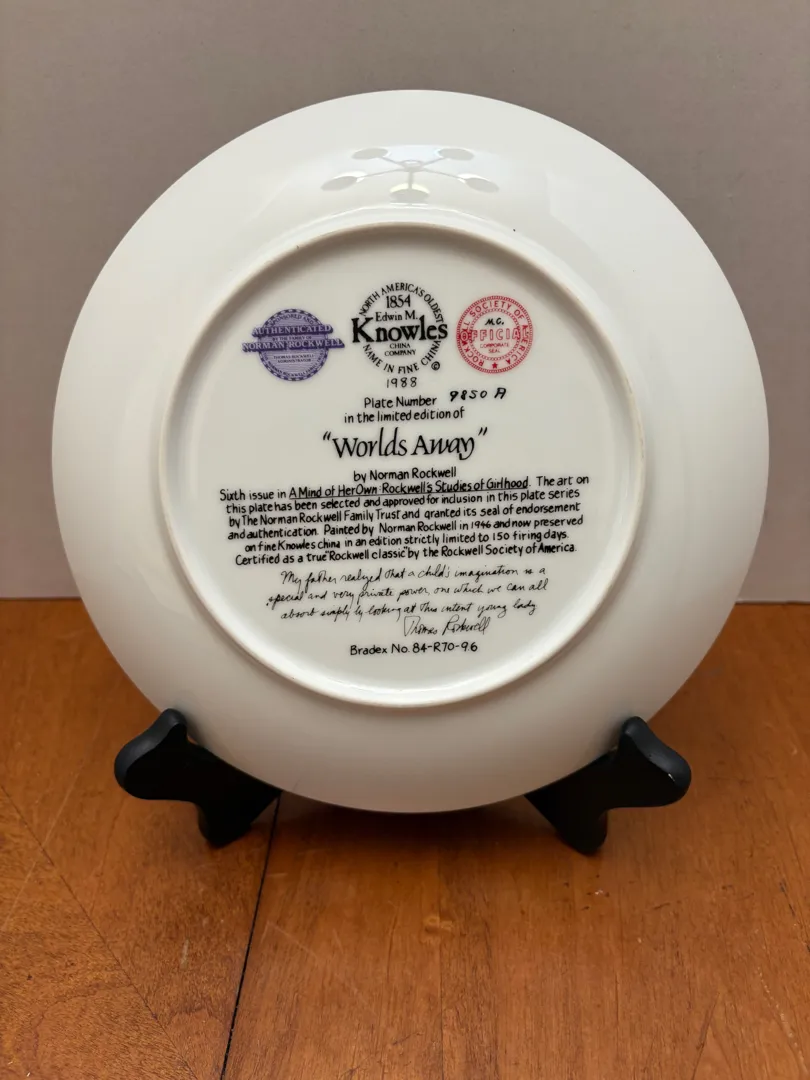 AUTHENTICATED
NORMAN ROCKWELL
NORTH AMERICA'S OLDEST
1854
Edwin M.
Knowles
CHINA
COMPANY
NAME IN FINE CHINA
©
1988
ROCKWELL SOCIETY OF AMERICA
M.C.
OFFICIAL
CORPORATE
SEAL
Plate Number 9850 A
in the limited edition of
"Worlds Away"
by Norman Rockwell
Sixth issue in A Mind of Her Own: Rockwell's Studies of Girlhood. The art on
this plate has been selected and approved for inclusion in this plate series
by The Norman Rockwell Family Trust and granted its seal of endorsement
and authentication. Painted by Norman Rockwell in 1946 and now preserved
on fine Knowles china in an edition strictly limited to 150 firing days.
Certified as a true "Rockwell classic" by the Rockwell Society of America.
My father realized that a child's imagination is a
special and very private power, one which we can all
absorb simply by looking at this intent young lady.
Thomas Rockwell
Bradex No. 84-R70-9.6